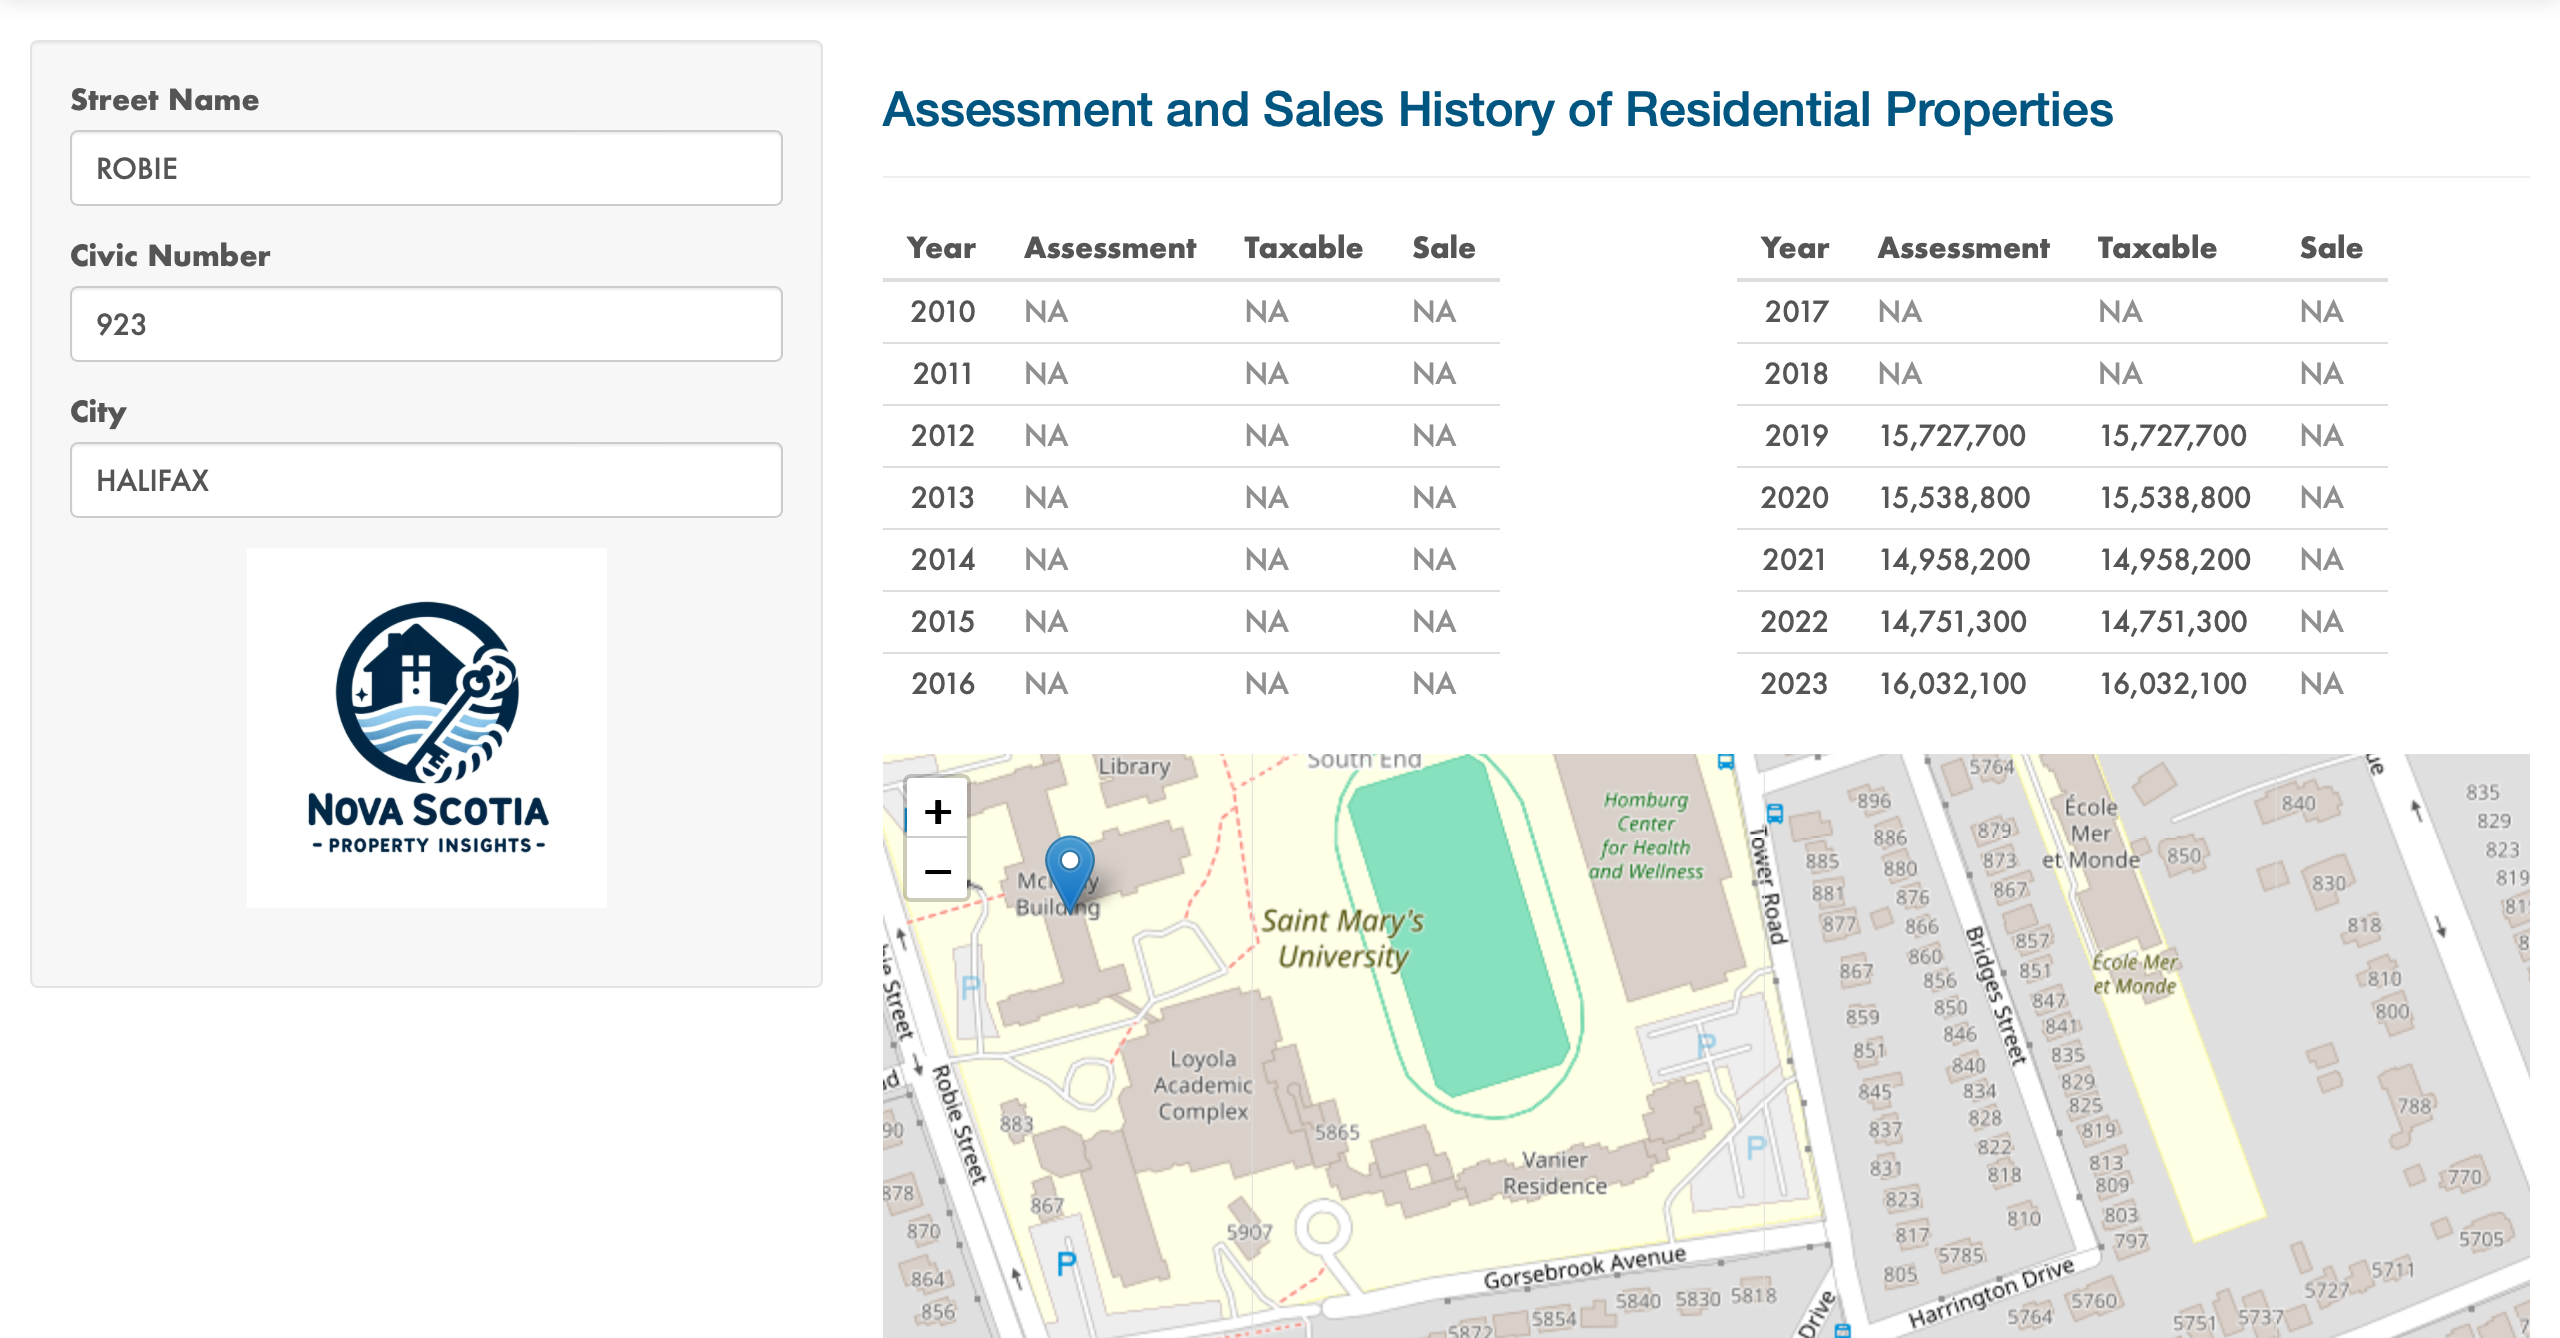 Street Name
ROBIE
Civic Number
923
City
HALIFAX
NOVA SCOTIA
- PROPERTY INSIGHTS -
Assessment and Sales History of Residential Properties
Year Assessment Taxable Sale
2010 NA NA NA
2011 NA NA NA
2012 NA NA NA
2013 NA NA NA
2014 NA NA NA
2015 NA NA NA
2016 NA NA NA
Year Assessment Taxable Sale
2017 NA NA NA
2018 NA NA NA
2019 15,727,700 15,727,700 NA
2020 15,538,800 15,538,800 NA
2021 14,958,200 14,958,200 NA
2022 14,751,300 14,751,300 NA
2023 16,032,100 16,032,100 NA
+
−
Library
South End
Building
P
Saint Mary's
University
Homburg
Center
for Health
and Wellness
Tower Road
Loyola
Academic
Complex
Robie Street
883
867
5865
5907
P
Vanier
Residence
P
P
Gorsebrook Avenue
878
870
864
856
5872
5854
5840
5830
5818
Drive
885
881
877
867
859
851
845
837
831
823
817
805
896
886
880
876
866
860
856
850
846
840
834
828
822
818
810
5785
Bridges Street
5764
879
873
867
857
851
847
841
835
829
825
819
813
809
803
797
École
Mer
et Monde
École Mer
et Monde
Harrington Drive
5764
5760
850
840
830
818
810
800
788
770
835
829
823
819
5705
5711
5727
5737
5751